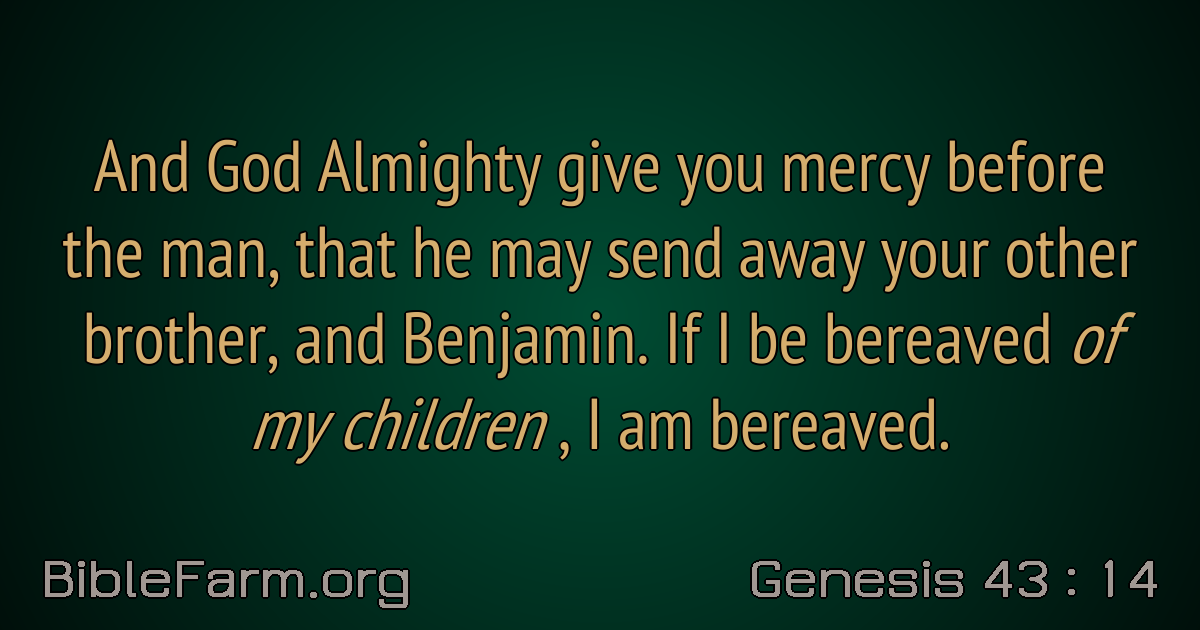 And God Almighty give you mercy before
the man, that he may send away your other
brother, and Benjamin. If I be bereaved of
my children , I am bereaved.
BibleFarm.org
Genesis 43 : 14